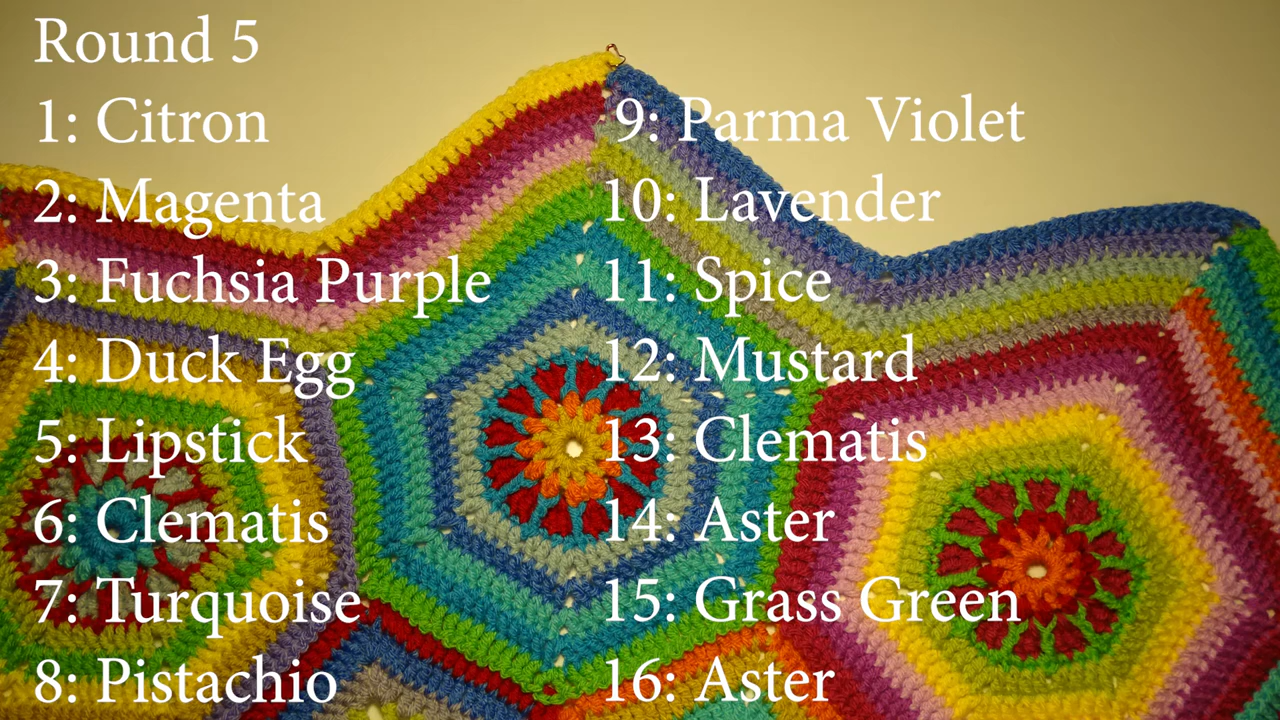 Round 5
1: Citron
2: Magenta
3: Fuchsia Purple
4: Duck Egg
5: Lipstick
6: Clematis
7: Turquoise
8: Pistachio
9: Parma Violet
10: Lavender
11: Spice
12: Mustard
13: Clematis
14: Aster
15: Grass Green
16: Aster